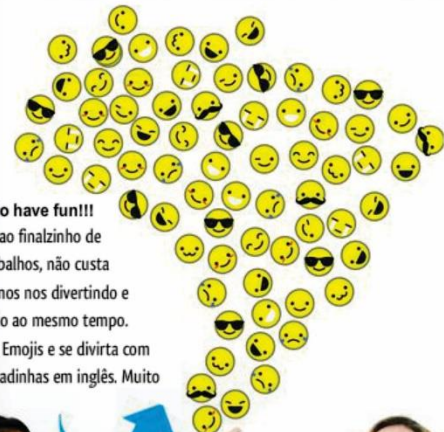 o have fun!!!
ao finalzinho de
balhos, não custa
nos nos divertindo e
o ao mesmo tempo.
Emojis e se divirta com
adinhas em inglês. Muito